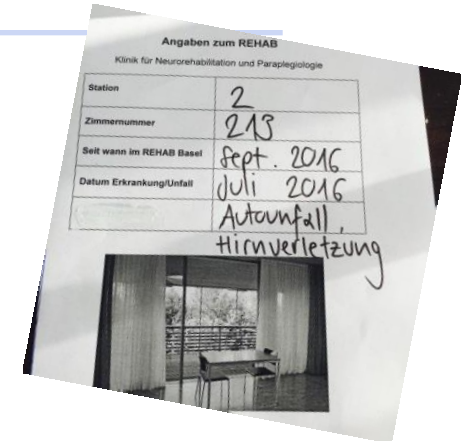 Angaben zum REHAB
Klinik für Neurorehabilitation und Paraplegiologie
Station 2
Zimmernummer 213
Seit wann im REHAB Basel Sept. 2016
Datum Erkrankung/Unfall Juli 2016
Autounfall,
Hirnverletzung